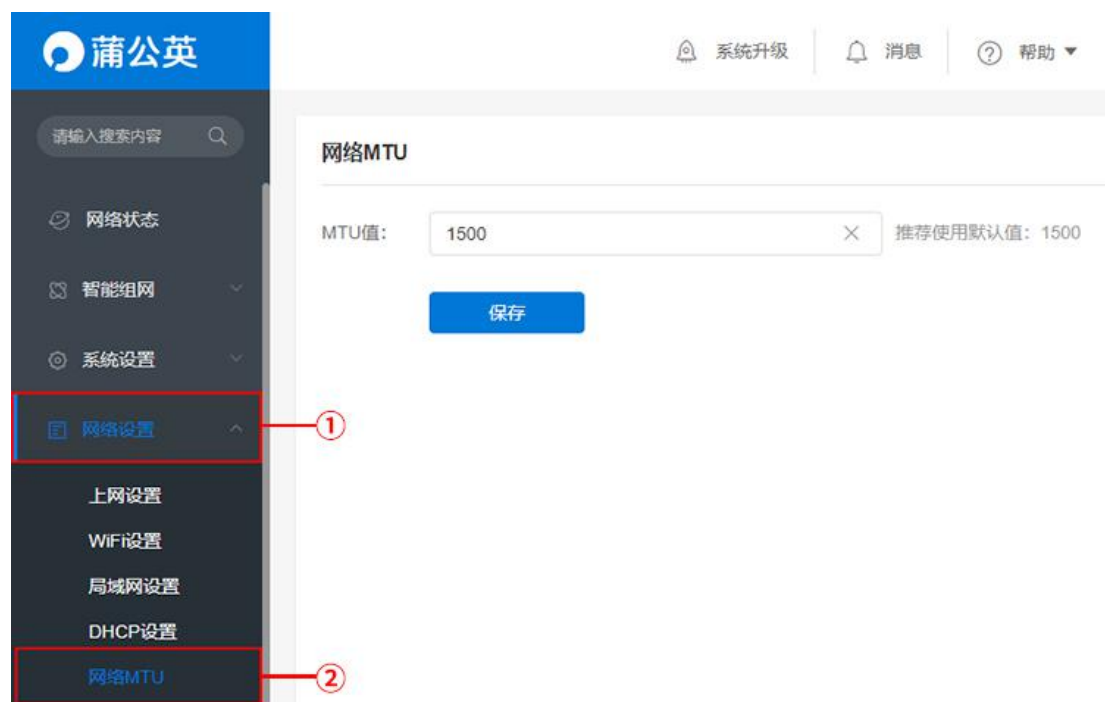 蒲公英
系统升级 消息 帮助
请输入搜索内容
网络MTU
网络状态
MTU值: 1500 推荐使用默认值：1500
智能组网
保存
系统设置
网络设置 ①
上网设置
WiFi设置
局域网设置
DHCP设置
网络MTU ②